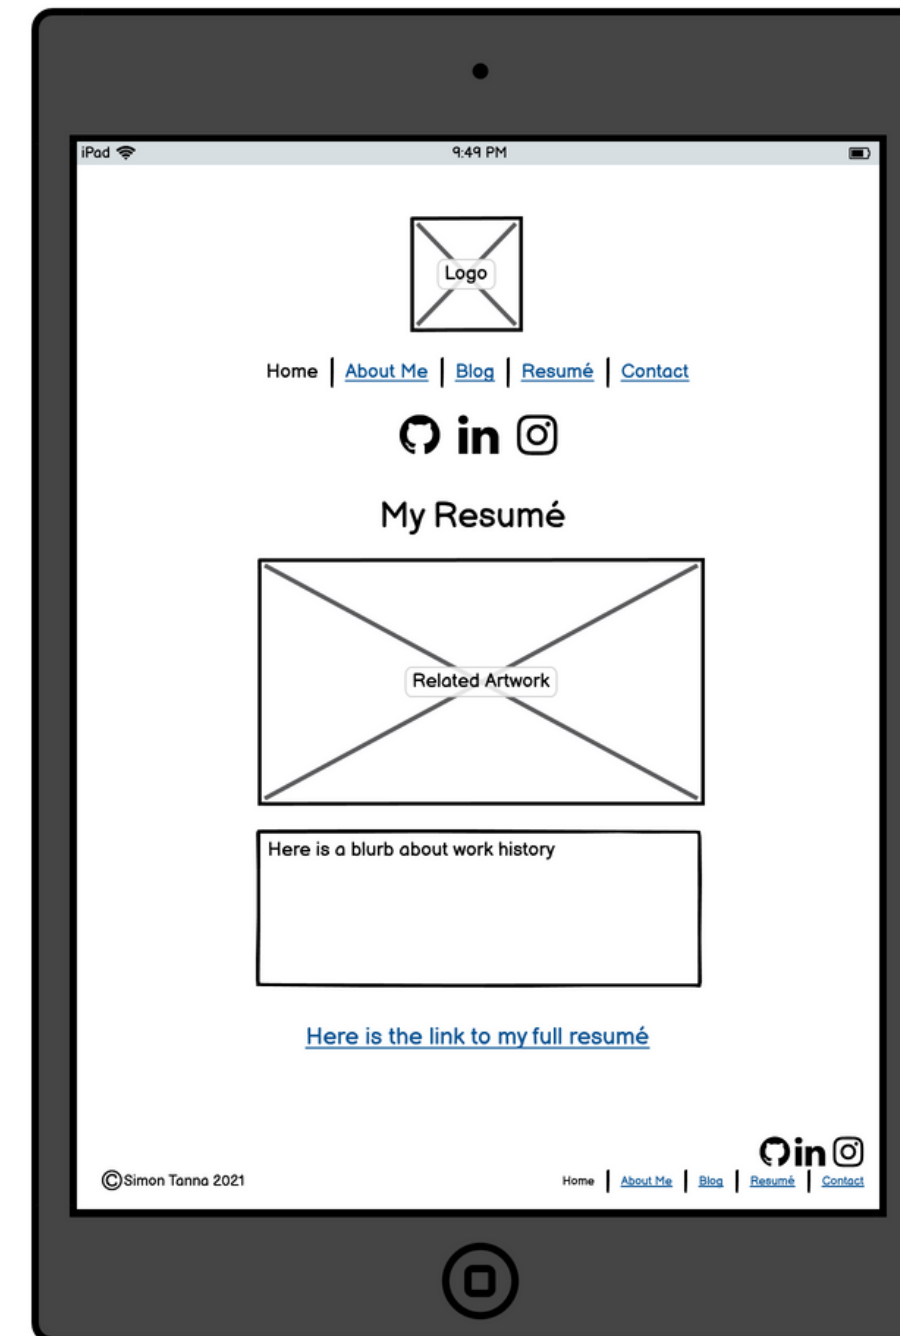 iPad 9:49 PM
Logo
Home About Me Blog Resumé Contact
in
My Resumé
Related Artwork
Here is a blurb about work history
Here is the link to my full resumé
in
©Simon Tanna 2021 Home About Me Blog Resumé Contact